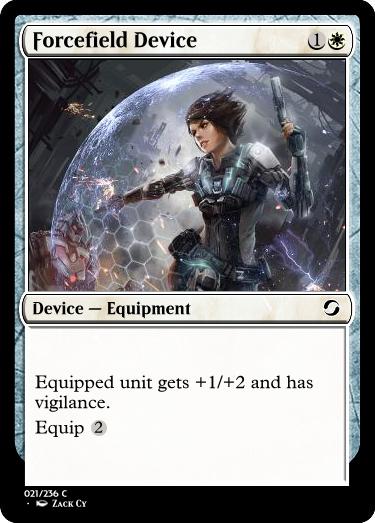 Forcefield Device 1
Device — Equipment
Equipped unit gets +1/+2 and has
vigilance.
Equip 2
021/236 C
· Zack Cy